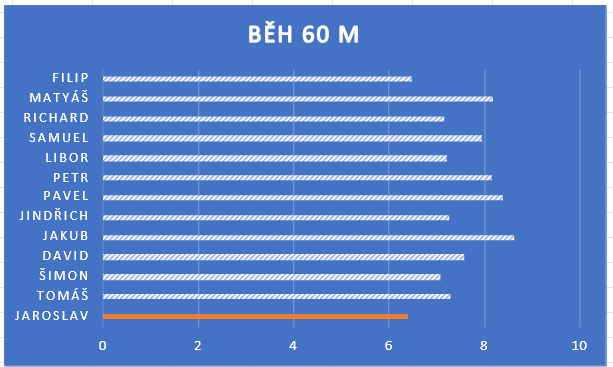 BĚH 60 M
FILIP
MATYÁŠ
RICHARD
SAMUEL
LIBOR
PETR
PAVEL
JINDŘICH
JAKUB
DAVID
ŠIMON
TOMÁŠ
JAROSLAV
0 2 4 6 8 10